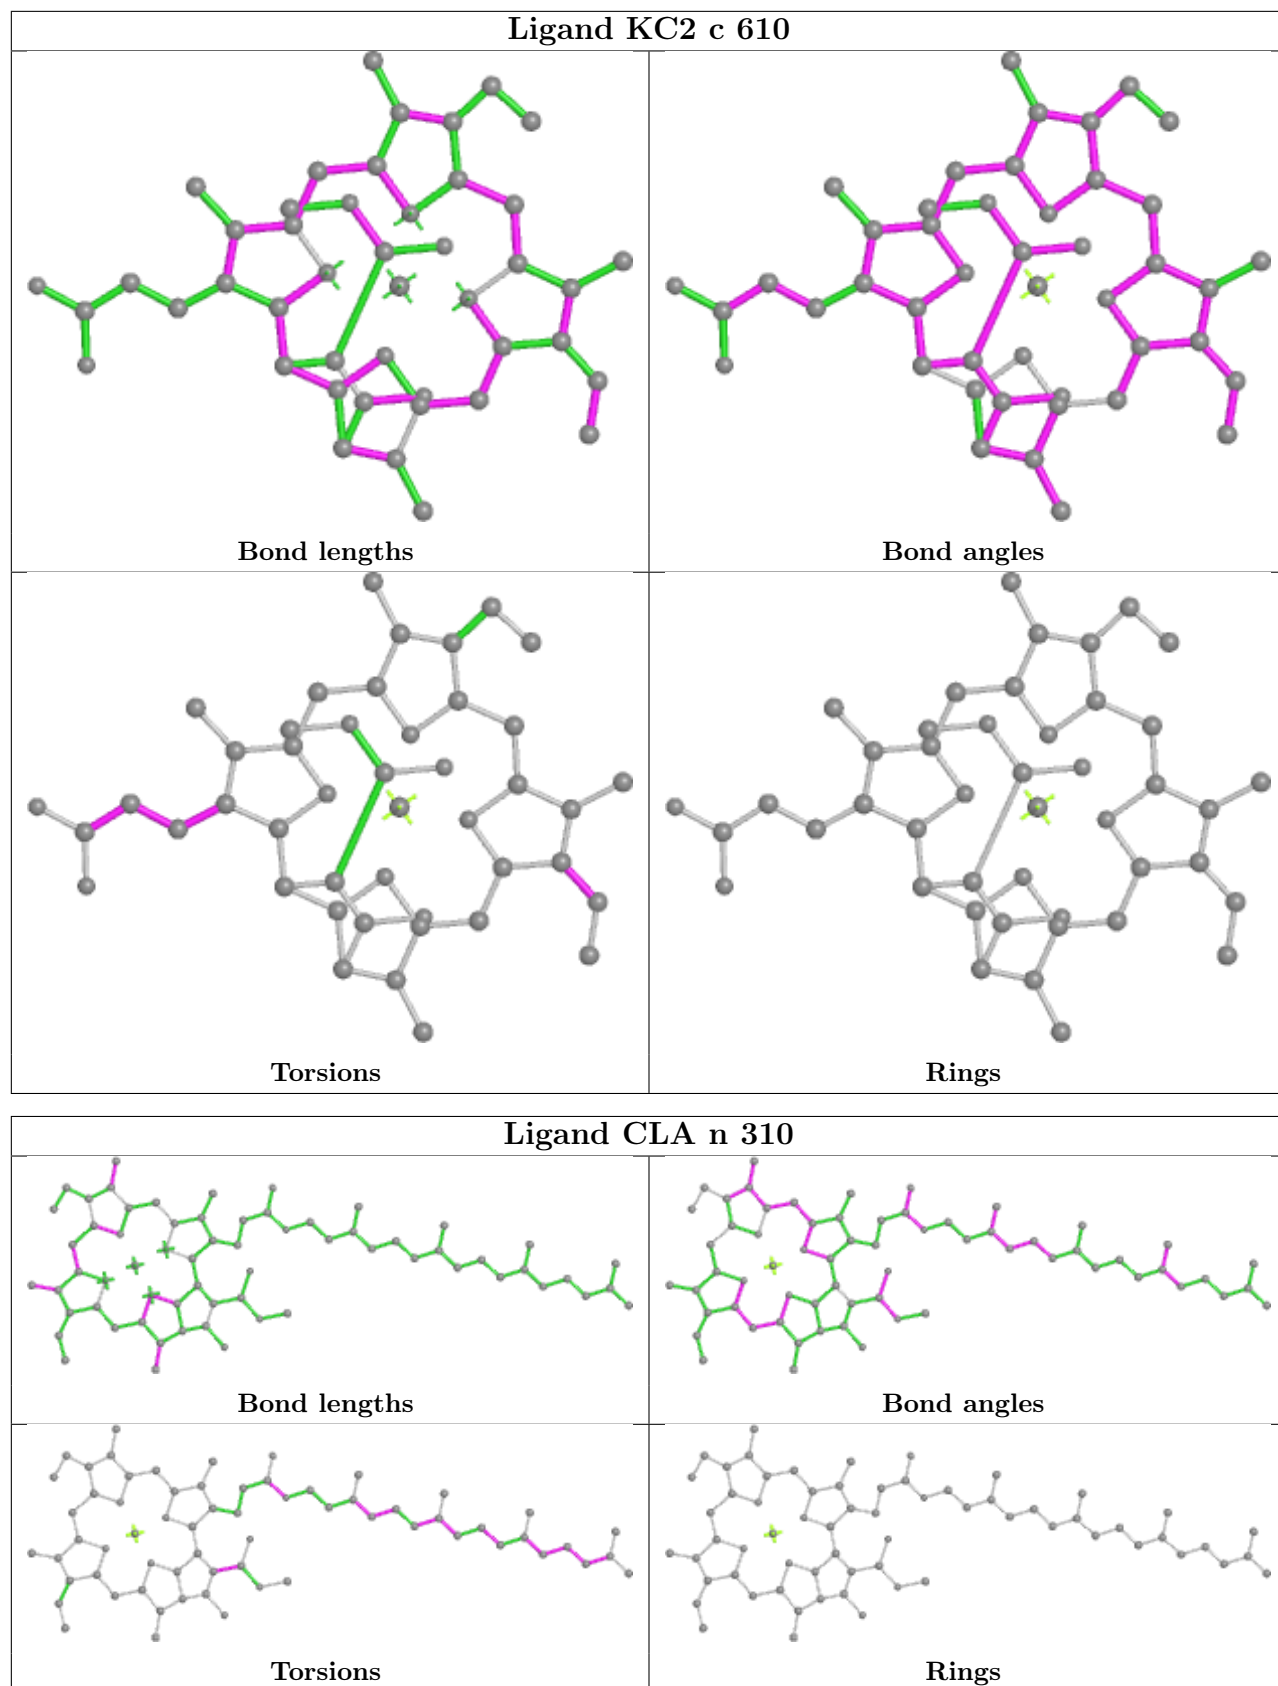 Ligand KC2 c 610
Bond lengths
Bond angles
Torsions
Rings
Ligand CLA n 310
Bond lengths
Bond angles
Torsions
Rings